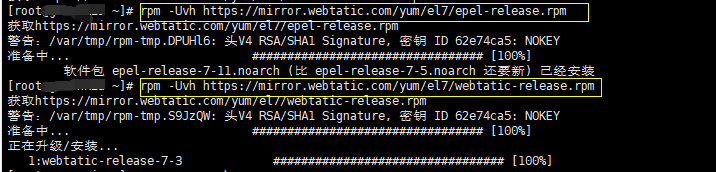 [root@ ~]# rpm -Uvh https://mirror.webtatic.com/yum/el7/epel-release.rpm
获取https://mirror.webtatic.com/yum/el7/epel-release.rpm
警告：/var/tmp/rpm-tmp.DPUHl6: 头V4 RSA/SHA1 Signature, 密钥 ID 62e74ca5: NOKEY
准备中... ################################# [100%]
软件包 epel-release-7-11.noarch (比 epel-release-7-5.noarch 还要新) 已经安装
[root@ ~]# rpm -Uvh https://mirror.webtatic.com/yum/el7/webtatic-release.rpm
获取https://mirror.webtatic.com/yum/el7/webtatic-release.rpm
警告：/var/tmp/rpm-tmp.S9JzQW: 头V4 RSA/SHA1 Signature, 密钥 ID 62e74ca5: NOKEY
准备中... ################################# [100%]
正在升级/安装...
1:webtatic-release-7-3 ################################# [100%]